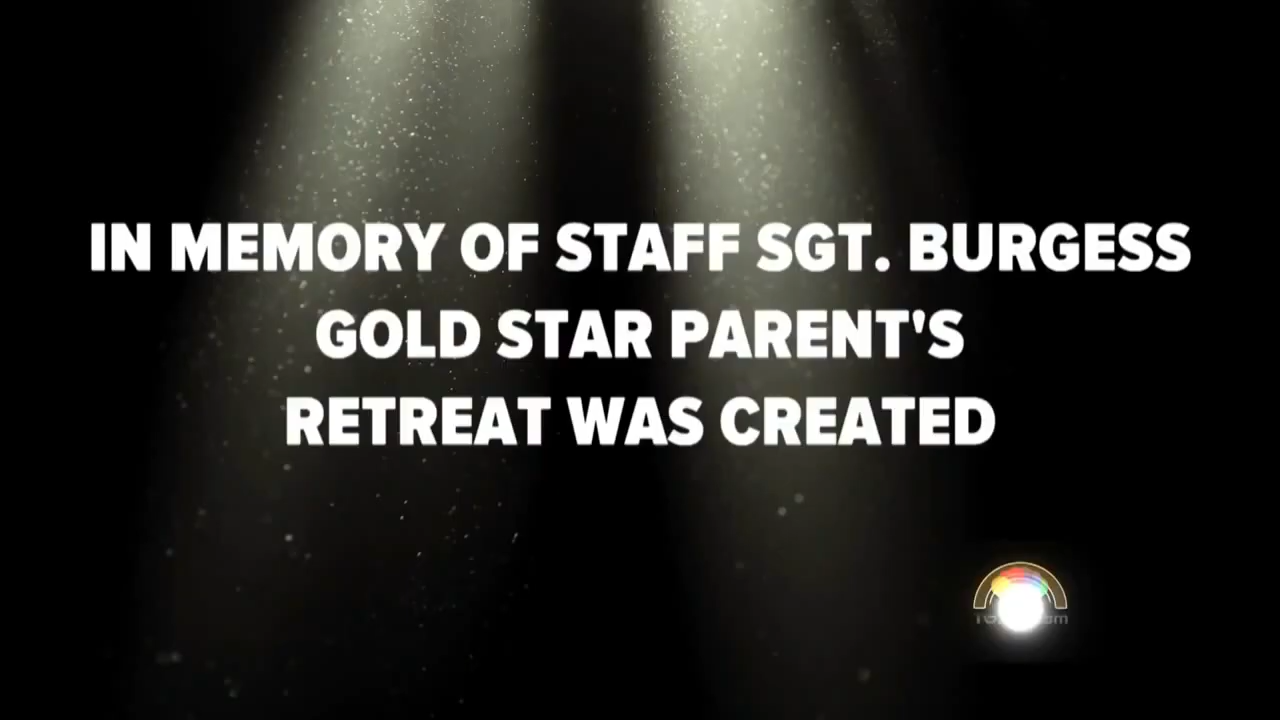 IN MEMORY OF STAFF SGT. BURGESS
GOLD STAR PARENT'S
RETREAT WAS CREATED